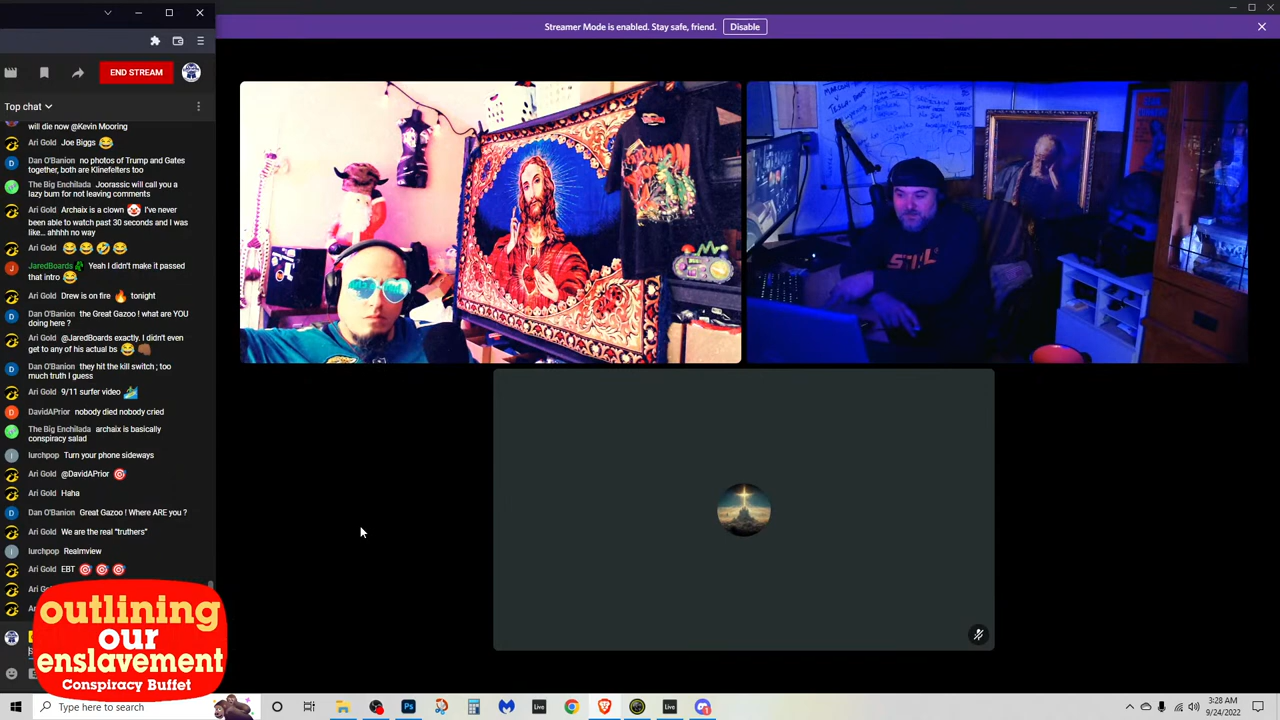 Streamer Mode is enabled. Stay safe, friend.
Disable
END STREAM
Top chat
will die now @Kevin Mooring
Ari Gold Joe Biggs
Dan O'Banion no photos of Trump and Gates
together, both are Klinefelters too
The Big Enchilada Joorassic will call you a
lazy bum for not leaving comments
Ari Gold Archaix is a clown I've never
been able to watch past 30 seconds and I was
like... ahhhh no way
Ari Gold
JaredBoards Yeah I didn't make it passed
that intro
Ari Gold Drew is on fire tonight
Dan O'Banion the Great Gazoo ! what are YOU
doing here ?
Ari Gold @JaredBoards exactly. I didn't even
get to any of his actual bs
Dan O'Banion they hit the kill switch ; too
much truth I guess
Ari Gold 9/11 surfer video
DavidAPrior nobody died nobody cried
The Big Enchilada archaix is basically
conspiracy salad
lurchpop Turn your phone sideways
Ari Gold @DavidAPrior
Ari Gold Haha
Dan O'Banion Great Gazoo ! Where ARE you ?
Ari Gold We are the real "truthers"
lurchpop Realmview
Ari Gold EBT
outlining
our
enslavement
Conspiracy Buffet
Type here to search
Live
Live
3:28 AM
9/24/2022